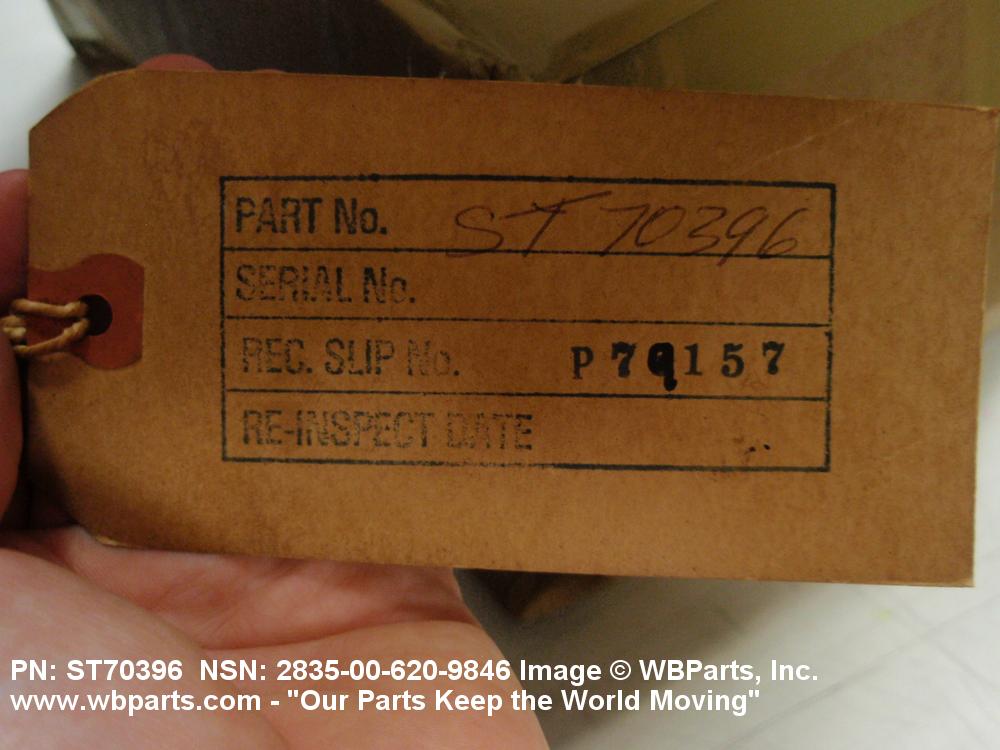 PART No. ST 70396
SERIAL No.
REC. SLIP No. P79157
RE-INSPECT DATE
PN: ST70396 NSN: 2835-00-620-9846 Image © WBParts, Inc.
www.wbparts.com - "Our Parts Keep the World Moving"